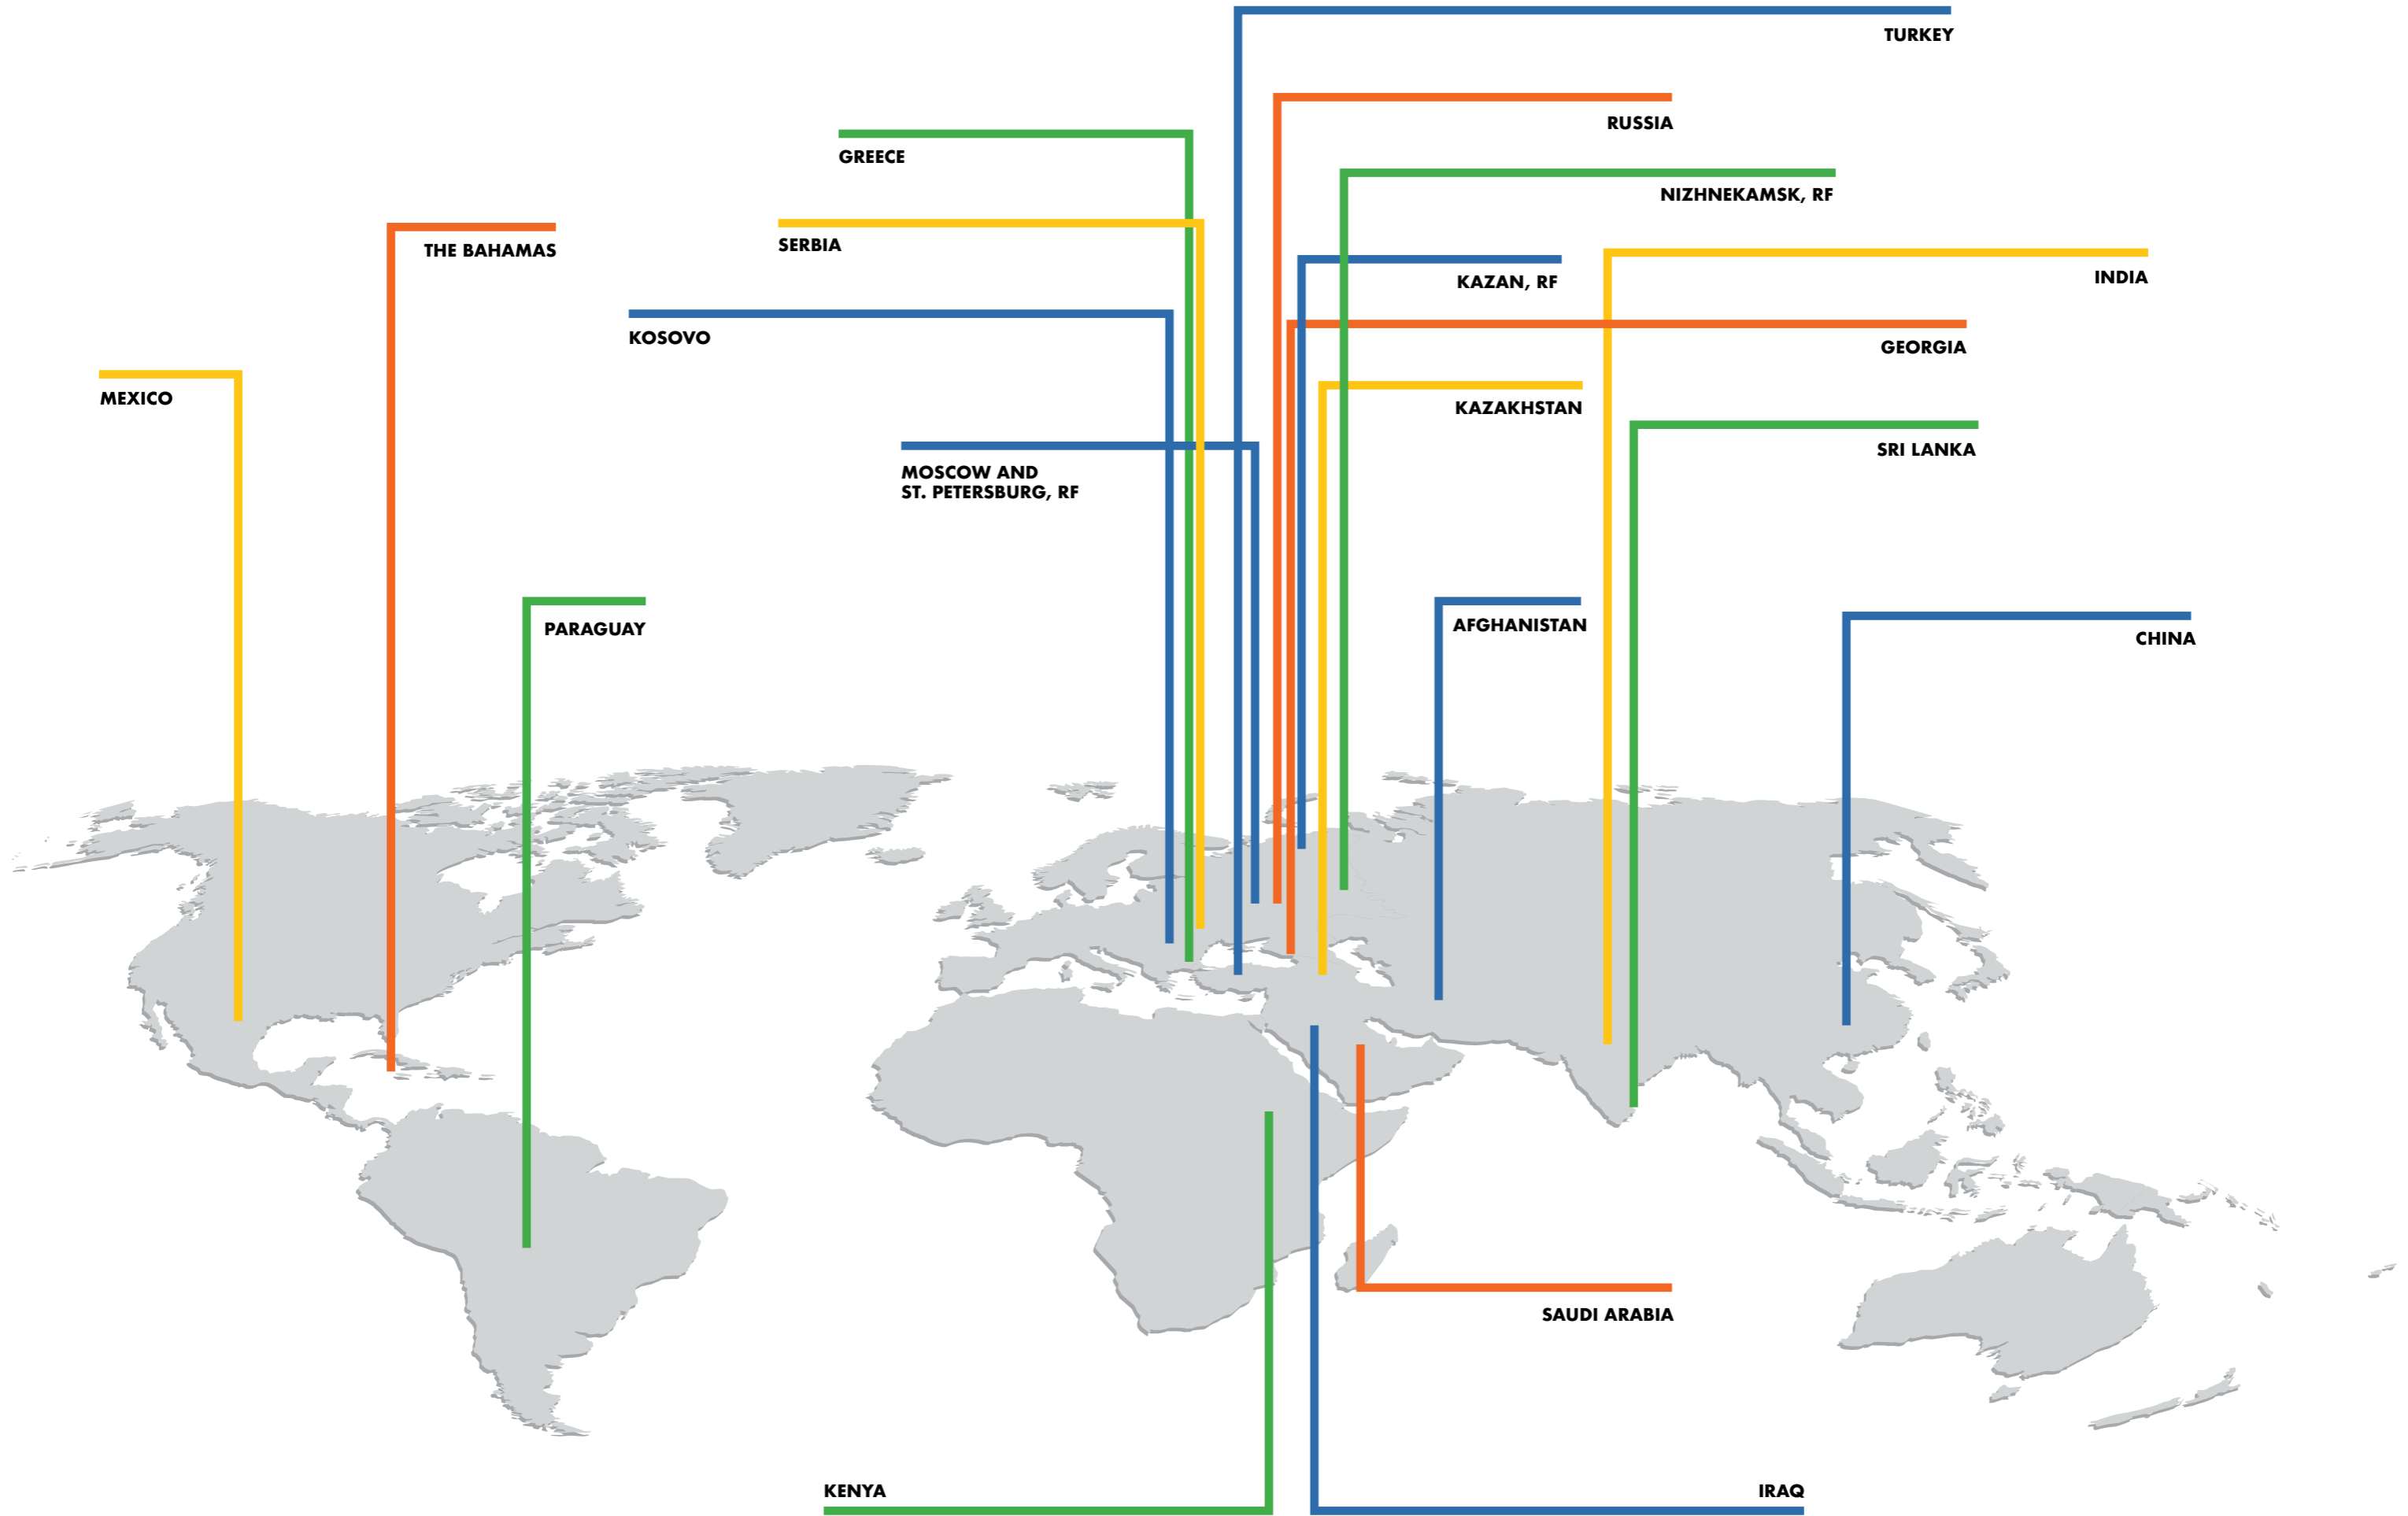 TURKEY
RUSSIA
GREECE
NIZHNEKAMSK, RF
SERBIA
THE BAHAMAS
KAZAN, RF
INDIA
KOSOVO
GEORGIA
MEXICO
KAZAKHSTAN
SRI LANKA
MOSCOW AND
ST. PETERSBURG, RF
PARAGUAY
AFGHANISTAN
CHINA
SAUDI ARABIA
KENYA
IRAQ